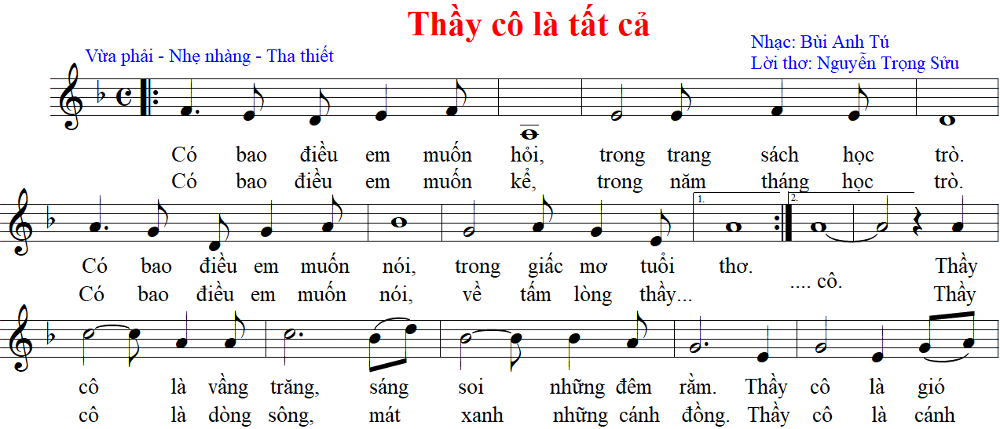 Thầy cô là tất cả
Vừa phải - Nhẹ nhàng - Tha thiết
Nhạc: Bùi Anh Tú
Lời thơ: Nguyễn Trọng Sửu
Có bao điều em muốn hỏi, trong trang sách học trò.
Có bao điều em muốn kể, trong năm tháng học trò.
1. 2.
Có bao điều em muốn nói, trong giấc mơ tuổi thơ. Thầy
.... cô.
Có bao điều em muốn nói, về tấm lòng thầy... Thầy
cô là vầng trăng, sáng soi những đêm rằm. Thầy cô là gió
cô là dòng sông, mát xanh những cánh đồng. Thầy cô là cánh